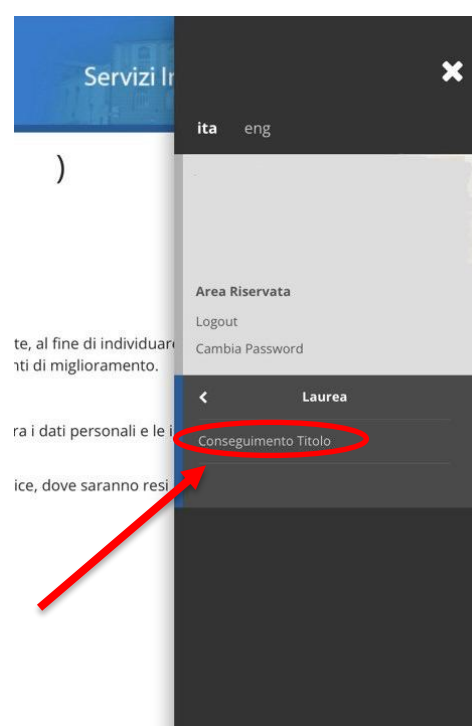 Servizi I
ita eng
)
Area Riservata
Logout
te, al fine di individuare
Cambia Password
nti di miglioramento.
Laurea
ra i dati personali e le i
Conseguimento Titolo
ice, dove saranno resi